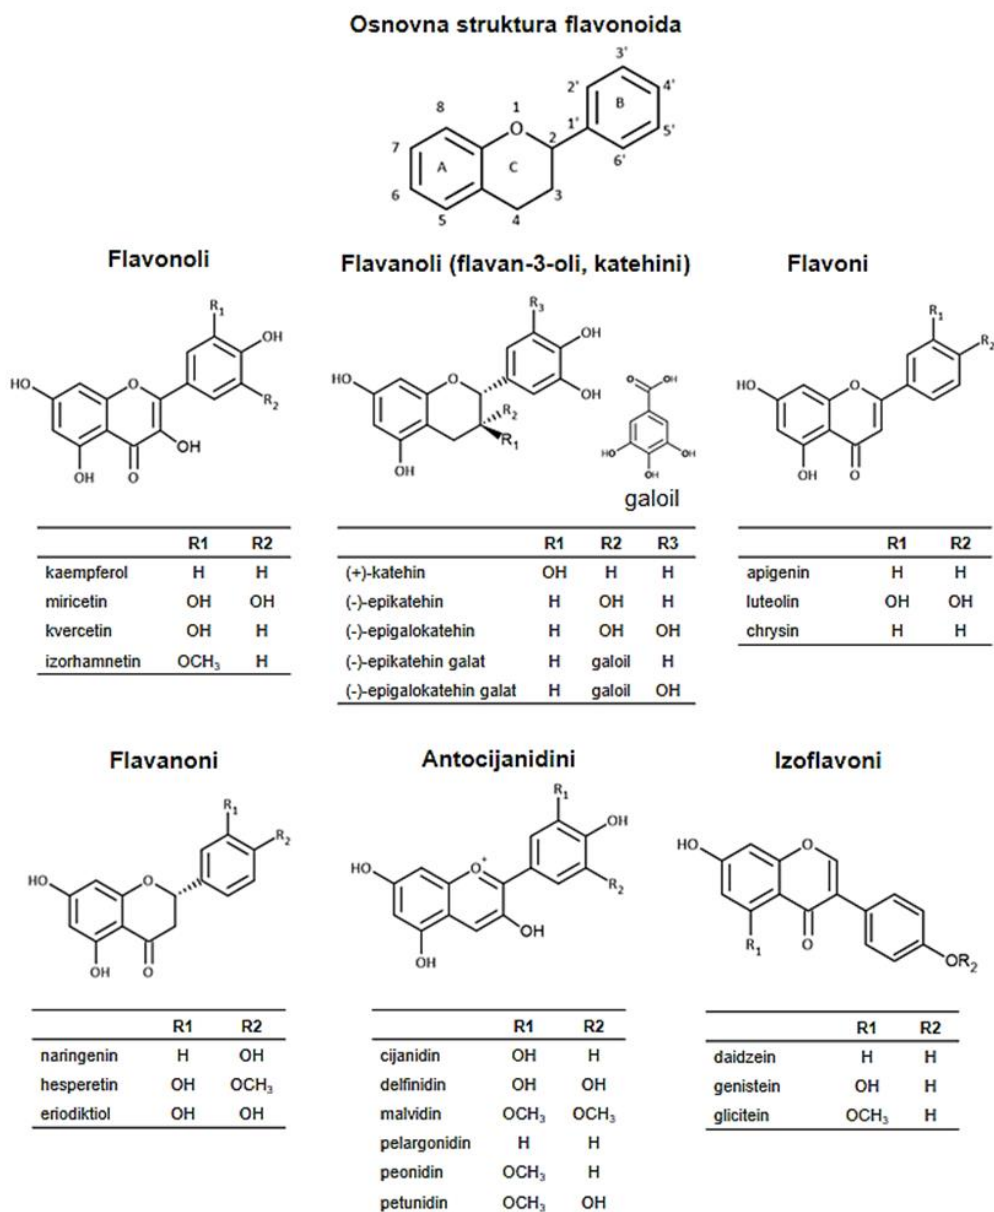 Osnovna struktura flavonoida
3'
2'
4'
B
8
1
1'
5'
O
2
7
6'
A
C
6
3
5
4
Flavonoli
Flavanoli (flavan-3-oli, katehini)
Flavoni
R1
OH
HO
O
R2
OH
OH
O
R3
OH
HO
O
OH
R2
R1
OH
O
OH
HO
OH
OH
galoil
R1
R2
HO
O
OH
O
R1 R2
kaempferol H H
miricetin OH OH
kvercetin OH H
izorhamnetin OCH3 H
R1 R2 R3
(+)-katehin OH H H
(-)-epikatehin H OH H
(-)-epigalokatehin H OH OH
(-)-epikatehin galat H galoil H
(-)-epigalokatehin galat H galoil OH
R1 R2
apigenin H H
luteolin OH OH
chrysin H H
Flavanoni
Antocijanidini
Izoflavoni
R1
R2
HO
O
OH
O
R1
OH
HO
O+
R2
OH
OH
HO
O
R1
O
OR2
R1 R2
naringenin H OH
hesperetin OH OCH3
eriodiktiol OH OH
R1 R2
cijanidin OH H
delfinidin OH OH
malvidin OCH3 OCH3
pelargonidin H H
peonidin OCH3 H
petunidin OCH3 OH
R1 R2
daidzein H H
genistein OH H
glicitein OCH3 H